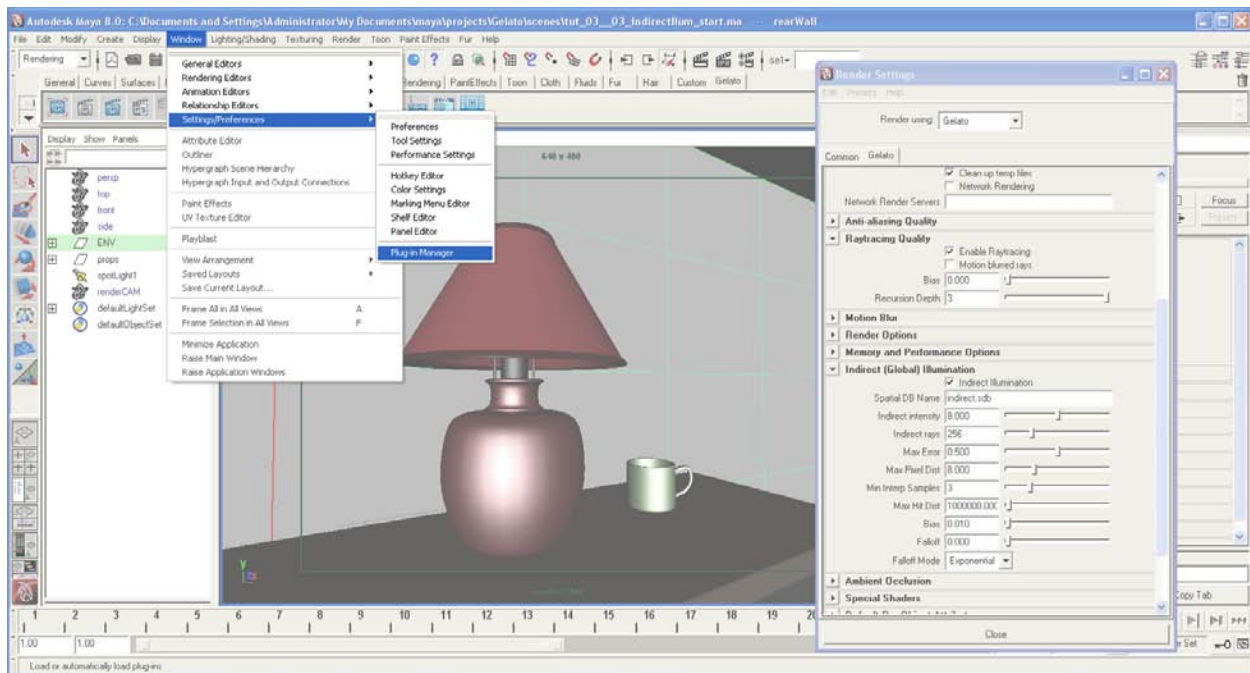 Autodesk Maya 8.0: C:\Documents and Settings\Administrator\My Documents\maya\projects\Gelato\scenes\tut_03__03_IndirectIlum_start.ma --- rearWall
File Edit Modify Create Display Window Lighting/Shading Texturing Render Toon Paint Effects Fur Help
Rendering
sel-
General Curves Surfaces
Rendering PaintEffects Toon Cloth Fluids Fur Hair Custom Gelato
Display Show Panels
persp
top
front
side
ENV
props
spotLight1
renderCAM
defaultLightSet
defaultObjectSet
General Editors
Rendering Editors
Animation Editors
Relationship Editors
Settings/Preferences
Attribute Editor
Outliner
Hypergraph Scene Hierarchy
Hypergraph Input and Output Connections
Paint Effects
UV Texture Editor
Playblast
View Arrangement
Saved Layouts
Save Current Layout...
Frame All in All Views A
Frame Selection in All Views F
Minimize Application
Raise Main Window
Raise Application Windows
Preferences
Tool Settings
Performance Settings
Hotkey Editor
Color Settings
Marking Menu Editor
Shelf Editor
Panel Editor
Plug-in Manager
640 x 480
y
Render Settings
Edit Presets Help
Render using: Gelato
Common Gelato
Clean up temp files
Network Rendering
Network Render Servers
Anti-aliasing Quality
Raytracing Quality
Enable Raytracing
Motion blurred rays
Bias 0.000
Recursion Depth 3
Motion Blur
Render Options
Memory and Performance Options
Indirect (Global) Illumination
Indirect Illumination
Spatial DB Name indirect.sdb
Indirect intensity 8.000
Indirect rays 256
Max Error 0.500
Max Pixel Dist 8.000
Min Interp Samples 3
Max Hit Dist 1000000.000
Bias 0.010
Falloff 0.000
Falloff Mode Exponential
Ambient Occlusion
Special Shaders
Close
Focus
Presets
Copy Tab
1 2 3 4 5 6 7 8 9 10 11 12 13 14 15 16 17 18 19
1.00 1.00
Set
Load or automatically load plug-ins